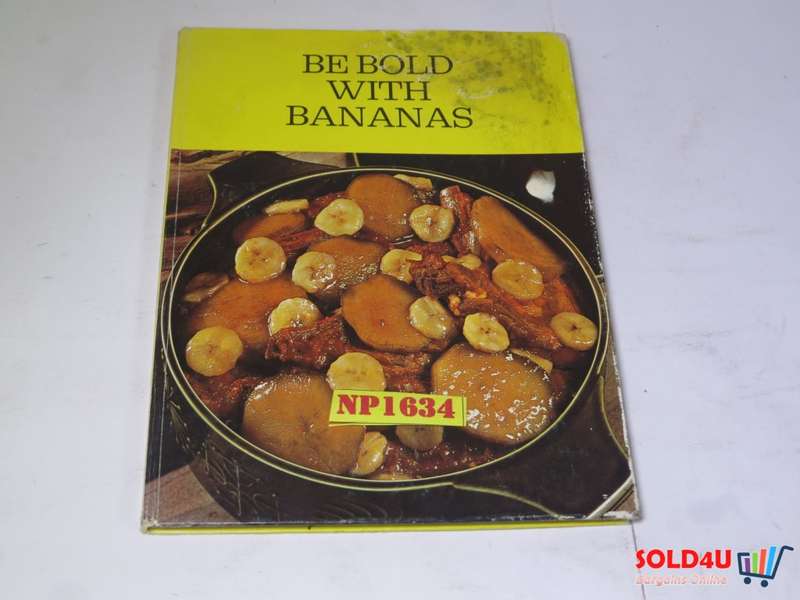 BE BOLD
WITH
BANANAS
NP1634
SOLD4U
Bargains Online